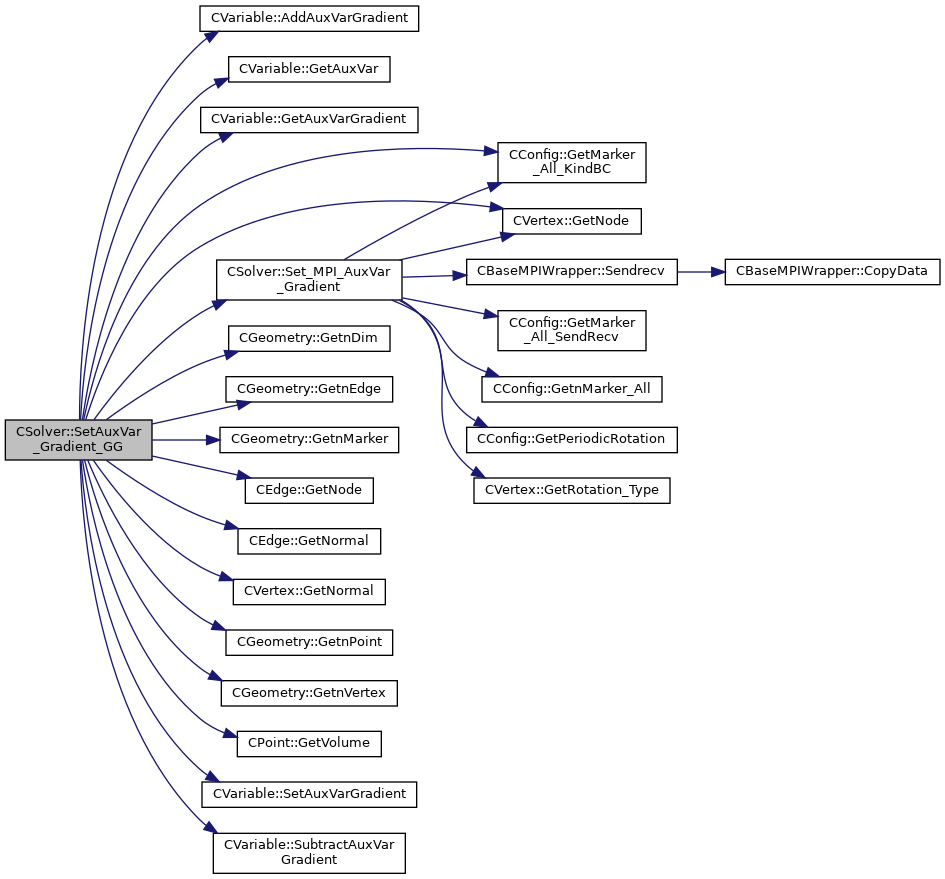 CVariable::AddAuxVarGradient
CVariable::GetAuxVar
CVariable::GetAuxVarGradient
CConfig::GetMarker
_All_KindBC
CVertex::GetNode
CSolver::Set_MPI_AuxVar
_Gradient
CBaseMPIWrapper::Sendrecv
CBaseMPIWrapper::CopyData
CConfig::GetMarker
_All_SendRecv
CGeometry::GetnDim
CGeometry::GetnEdge
CConfig::GetnMarker_All
CSolver::SetAuxVar
_Gradient_GG
CGeometry::GetnMarker
CConfig::GetPeriodicRotation
CEdge::GetNode
CVertex::GetRotation_Type
CEdge::GetNormal
CVertex::GetNormal
CGeometry::GetnPoint
CGeometry::GetnVertex
CPoint::GetVolume
CVariable::SetAuxVarGradient
CVariable::SubtractAuxVar
Gradient